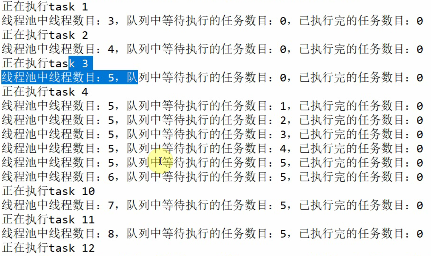 正在执行task 1
线程池中线程数目：3，队列中等待执行的任务数目：0，已执行完的任务数目：0
正在执行task 2
线程池中线程数目：4，队列中等待执行的任务数目：0，已执行完的任务数目：0
正在执行task 3
线程池中线程数目：5，队列中等待执行的任务数目：0，已执行完的任务数目：0
正在执行task 4
线程池中线程数目：5，队列中等待执行的任务数目：1，已执行完的任务数目：0
线程池中线程数目：5，队列中等待执行的任务数目：2，已执行完的任务数目：0
线程池中线程数目：5，队列中等待执行的任务数目：3，已执行完的任务数目：0
线程池中线程数目：5，队列中等待执行的任务数目：4，已执行完的任务数目：0
线程池中线程数目：5，队列中等待执行的任务数目：5，已执行完的任务数目：0
线程池中线程数目：6，队列中等待执行的任务数目：5，已执行完的任务数目：0
正在执行task 10
线程池中线程数目：7，队列中等待执行的任务数目：5，已执行完的任务数目：0
正在执行task 11
线程池中线程数目：8，队列中等待执行的任务数目：5，已执行完的任务数目：0
正在执行task 12